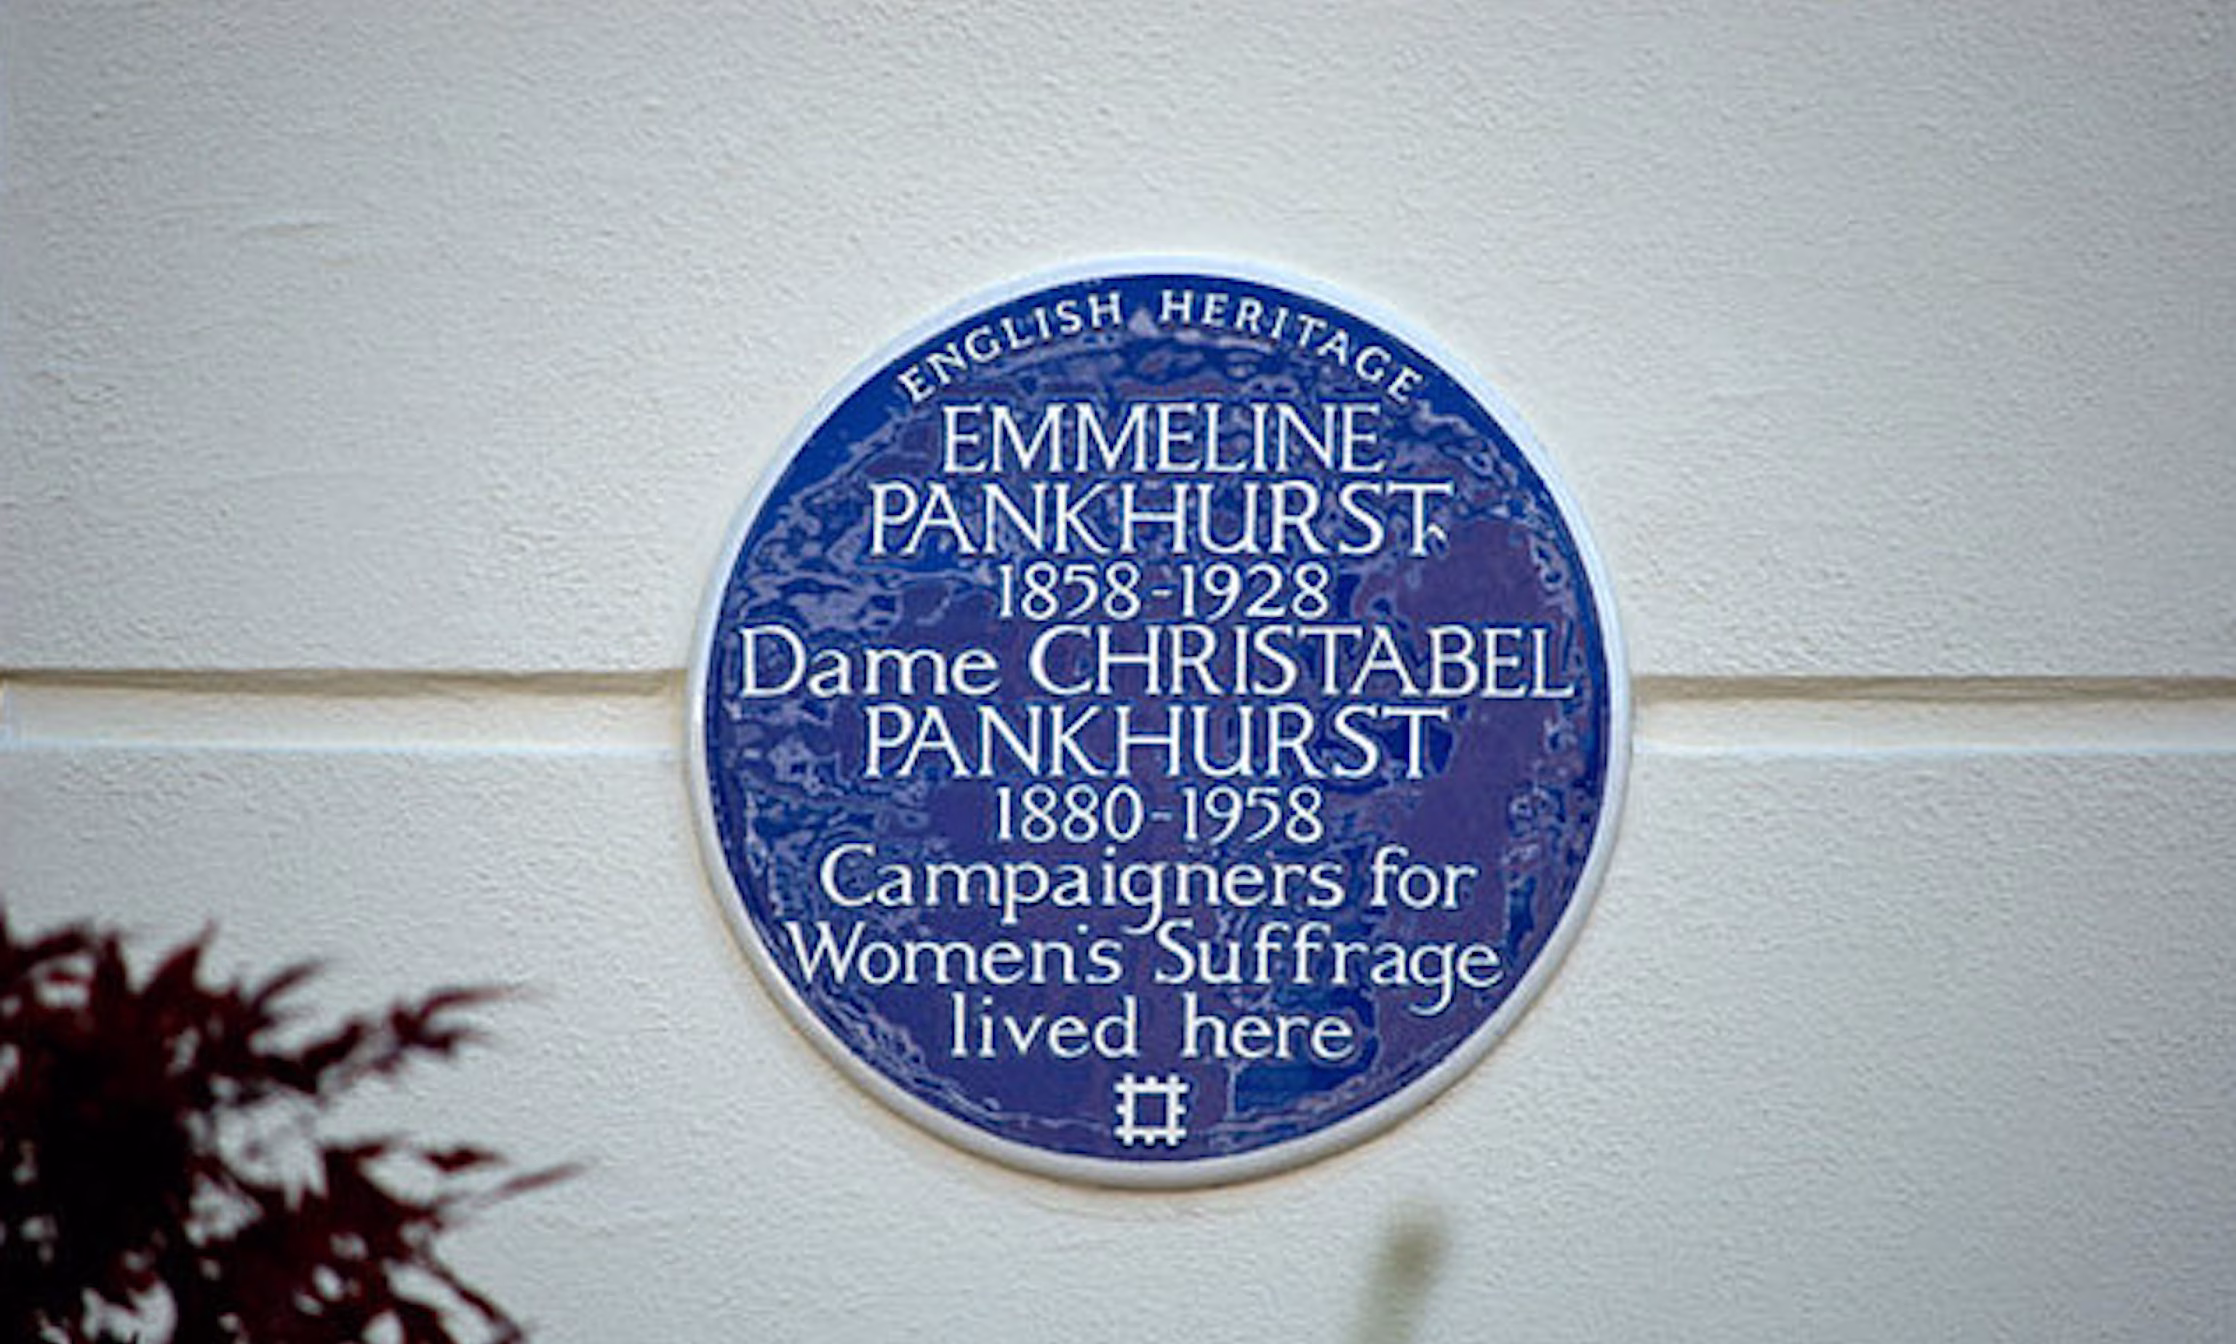 ENGLISH HERITAGE
EMMELINE
PANKHURST
1858-1928
Dame CHRISTABEL
PANKHURST
1880-1958
Campaigners for
Women's Suffrage
lived here